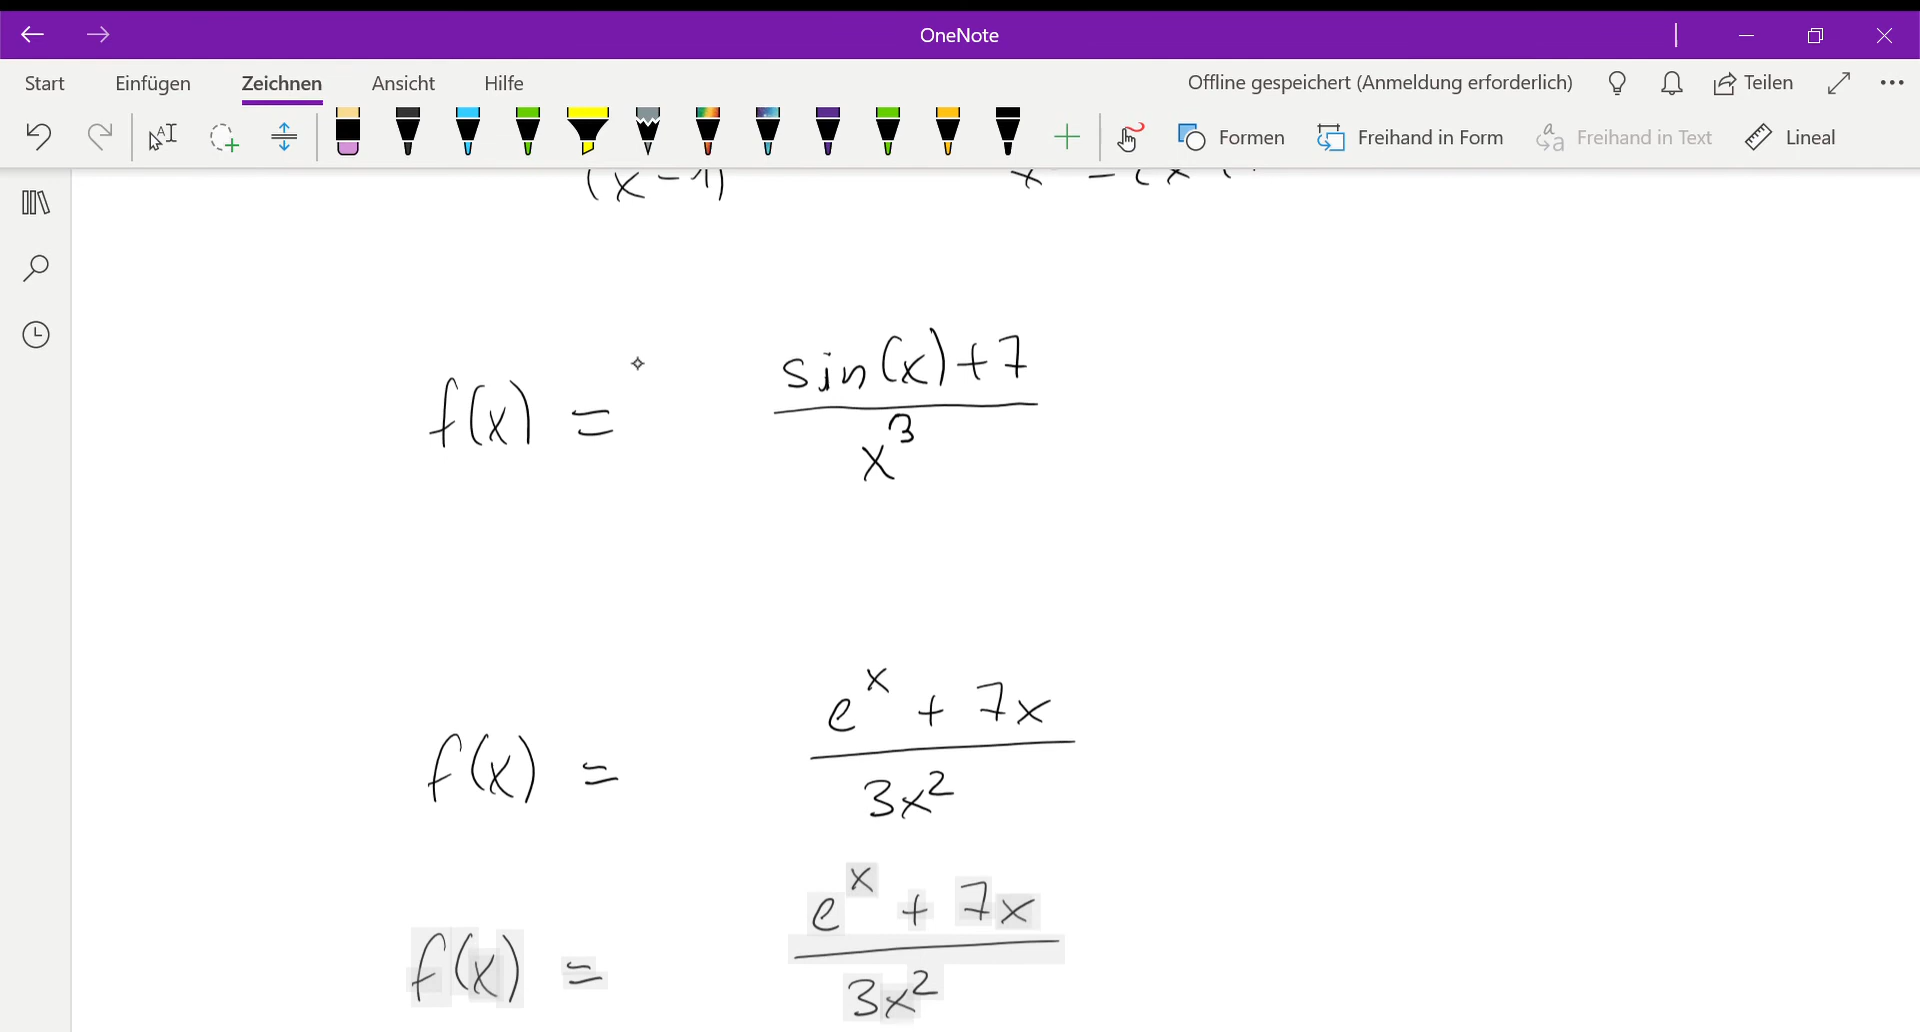 OneNote
Start Einfügen Zeichnen Ansicht Hilfe Offline gespeichert (Anmeldung erforderlich) Teilen
Formen Freihand in Form Freihand in Text Lineal
(x-1)
f(x) = sin(x)+7
x³
f(x) = eˣ + 7x
3x²
f(x) = eˣ + 7x
3x²